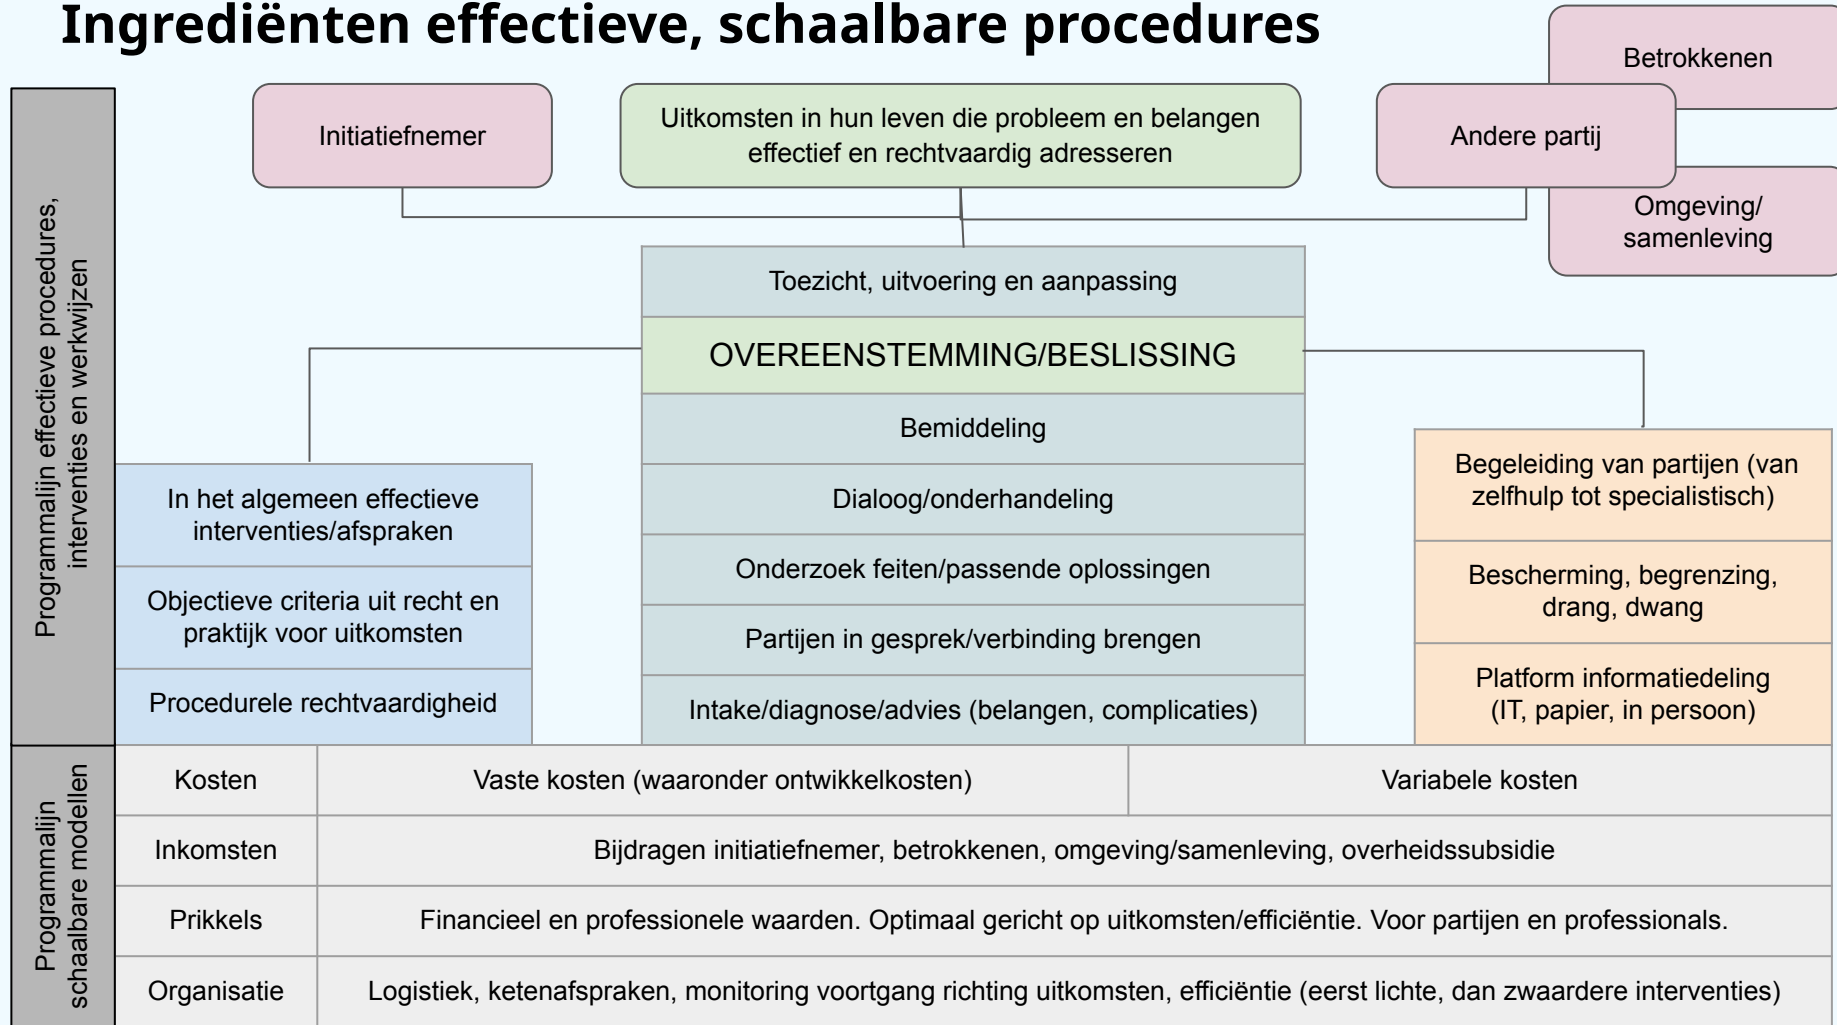 Ingrediënten effectieve, schaalbare procedures
Betrokkenen
Initiatiefnemer
Uitkomsten in hun leven die probleem en belangen
effectief en rechtvaardig adresseren
Andere partij
Omgeving/
samenleving
Programmalijn effectieve procedures,
interventies en werkwijzen
Toezicht, uitvoering en aanpassing
OVEREENSTEMMING/BESLISSING
Bemiddeling
Dialoog/onderhandeling
Onderzoek feiten/passende oplossingen
Partijen in gesprek/verbinding brengen
Intake/diagnose/advies (belangen, complicaties)
In het algemeen effectieve
interventies/afspraken
Objectieve criteria uit recht en
praktijk voor uitkomsten
Procedurele rechtvaardigheid
Begeleiding van partijen (van
zelfhulp tot specialistisch)
Bescherming, begrenzing,
drang, dwang
Platform informatiedeling
(IT, papier, in persoon)
Programmalijn
schaalbare modellen
Kosten
Vaste kosten (waaronder ontwikkelkosten)
Variabele kosten
Inkomsten
Bijdragen initiatiefnemer, betrokkenen, omgeving/samenleving, overheidssubsidie
Prikkels
Financieel en professionele waarden. Optimaal gericht op uitkomsten/efficiëntie. Voor partijen en professionals.
Organisatie
Logistiek, ketenafspraken, monitoring voortgang richting uitkomsten, efficiëntie (eerst lichte, dan zwaardere interventies)